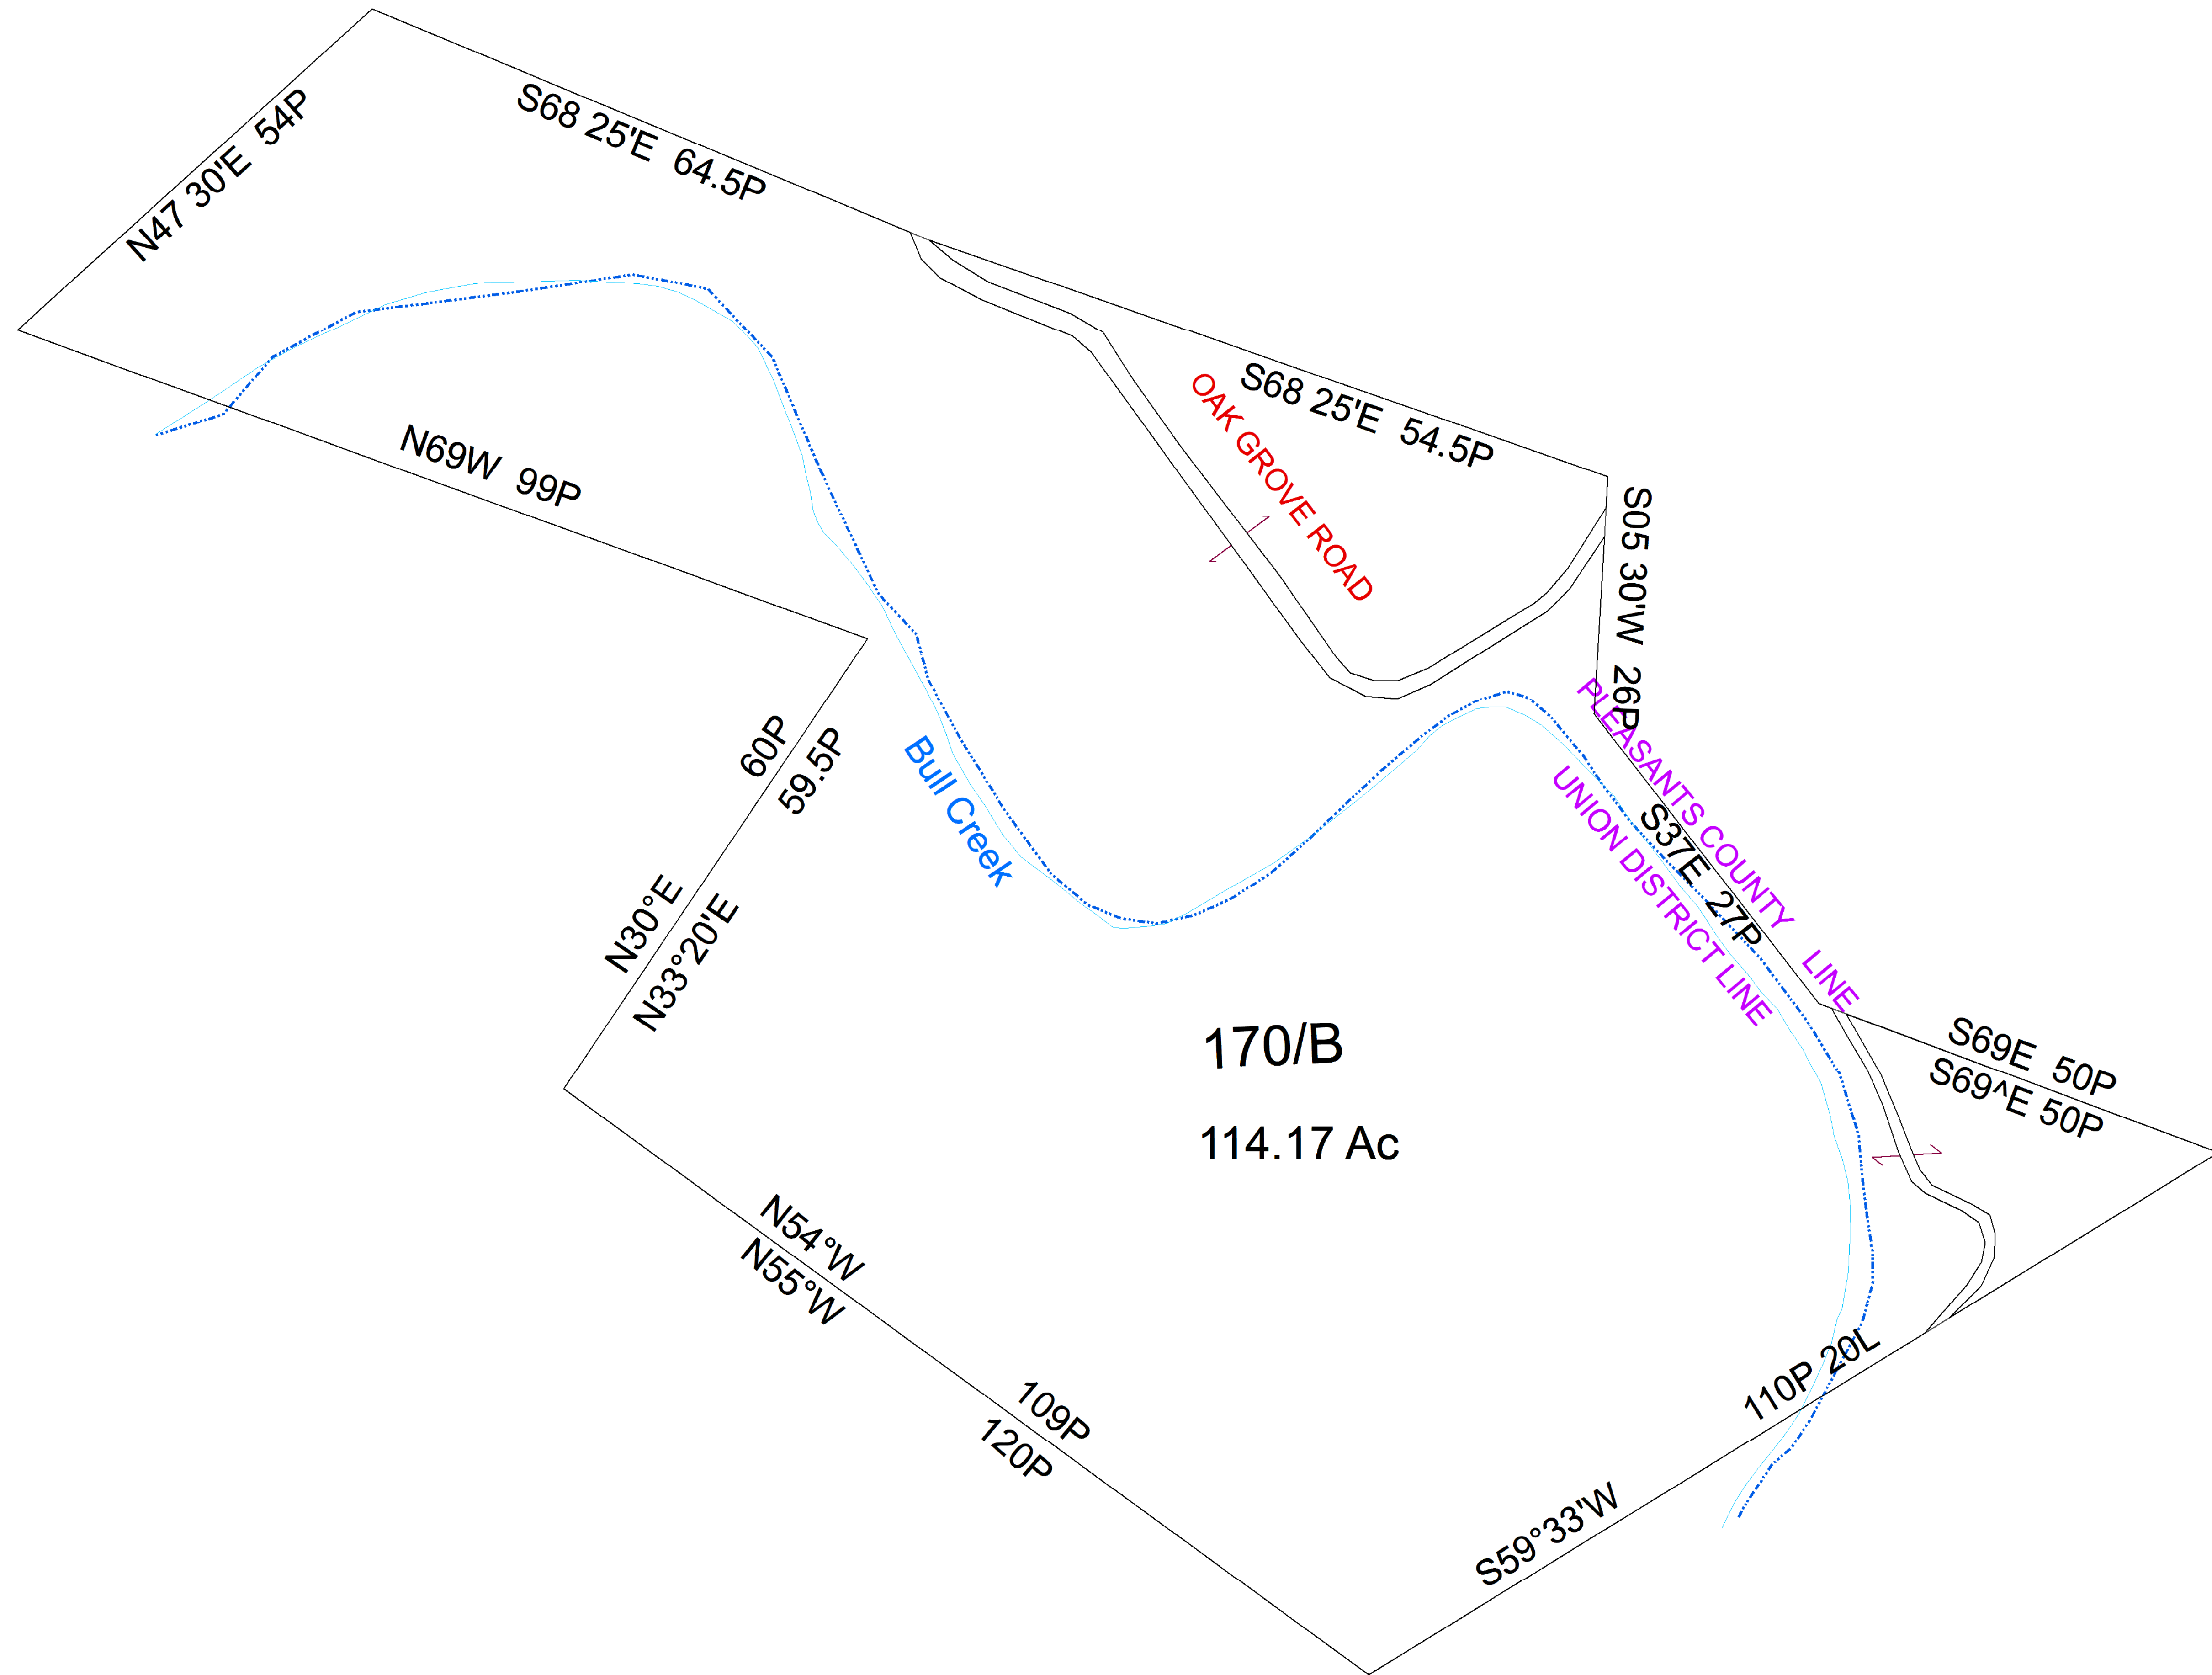 N47 30'E  54P
S68 25'E  64.5P
S68 25'E  54.5P
OAK GROVE ROAD
S05 30'W  26P
N69W  99P
60P
59.5P
N30°E
N33°20'E
Bull Creek
PLEASANTS COUNTY   LINE
S37E  27P
UNION DISTRICT LINE
S69E  50P
S69^E 50P
170/B
114.17 Ac
N54°W
N55°W
109P
120P
110P 20L
S59°33'W